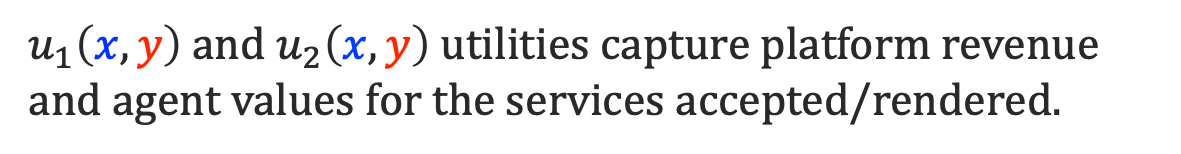 u₁(x, y) and u₂(x, y) utilities capture platform revenue
and agent values for the services accepted/rendered.